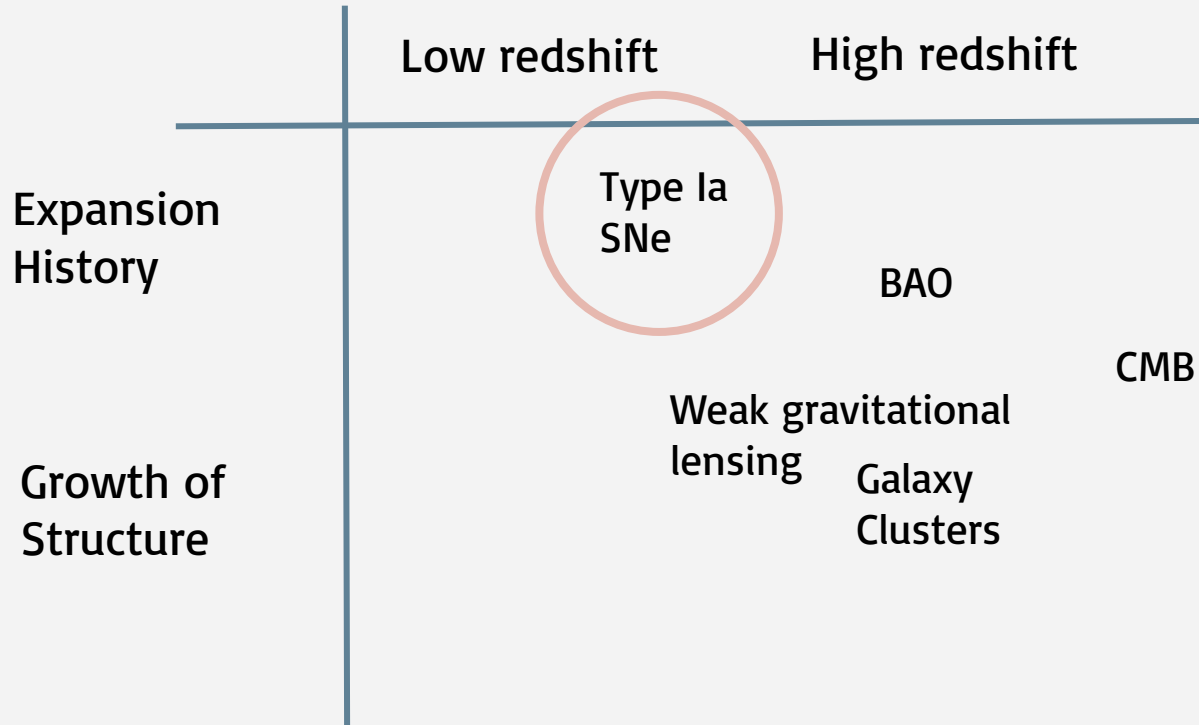 Low redshift
High redshift
Expansion
History
Type Ia
SNe
BAO
CMB
Weak gravitational
lensing
Growth of
Structure
Galaxy
Clusters